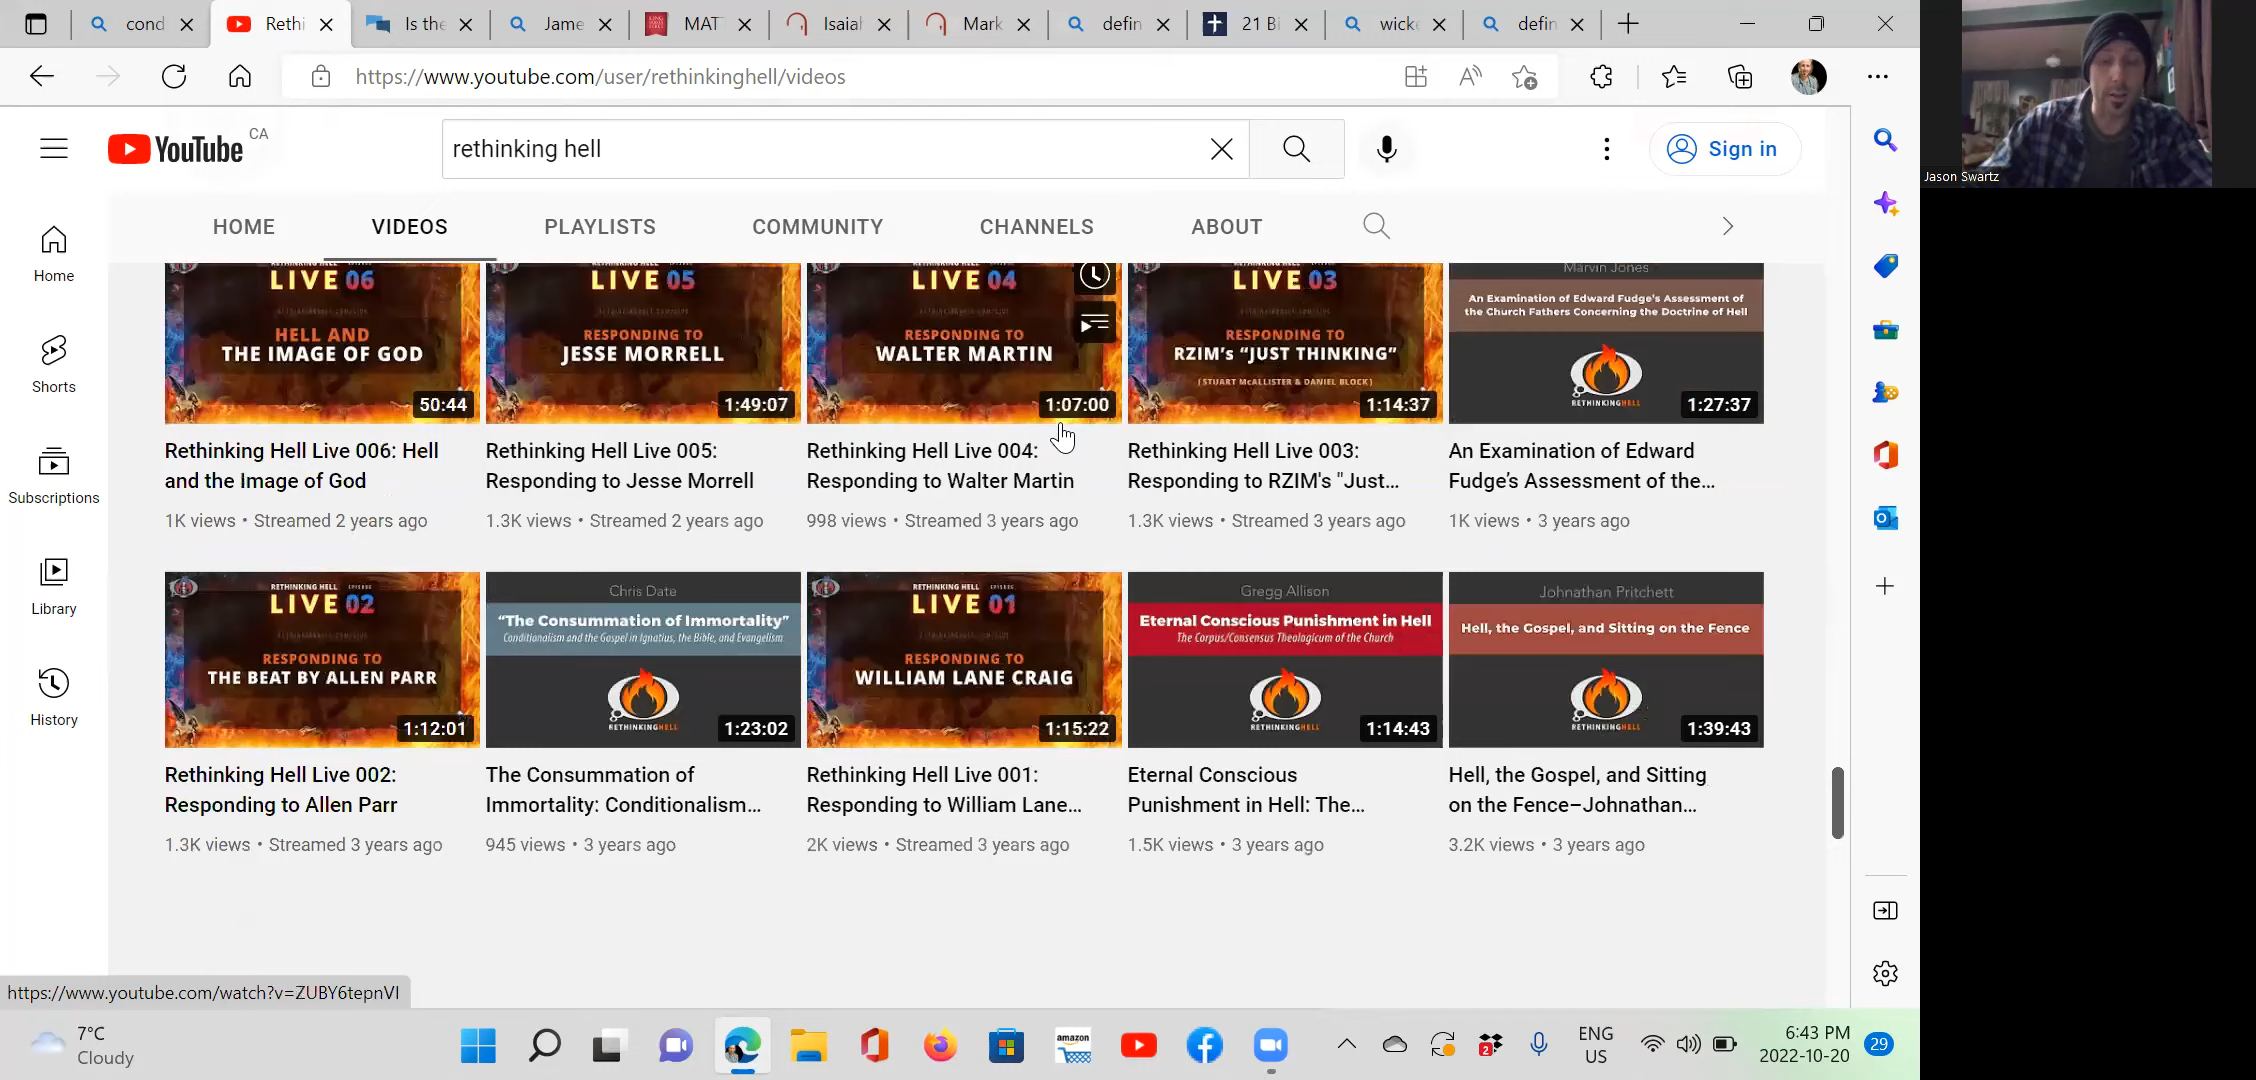 cond
Rethi
Is the
Jame
MAT
Isaiah
Mark
defin
21 Bi
wick
defin
https://www.youtube.com/user/rethinkinghell/videos
YouTube CA
rethinking hell
Sign in
Jason Swartz
HOME
VIDEOS
PLAYLISTS
COMMUNITY
CHANNELS
ABOUT
Home
Shorts
Subscriptions
Library
History
LIVE 06
HELL AND
THE IMAGE OF GOD
50:44
Rethinking Hell Live 006: Hell
and the Image of God
1K views • Streamed 2 years ago
LIVE 05
RESPONDING TO
JESSE MORRELL
1:49:07
Rethinking Hell Live 005:
Responding to Jesse Morrell
1.3K views • Streamed 2 years ago
LIVE 04
RESPONDING TO
WALTER MARTIN
1:07:00
Rethinking Hell Live 004:
Responding to Walter Martin
998 views • Streamed 3 years ago
LIVE 03
RESPONDING TO
RZIM's “JUST THINKING”
(STUART McALLISTER & DANIEL BLOCK)
1:14:37
Rethinking Hell Live 003:
Responding to RZIM's "Just...
1.3K views • Streamed 3 years ago
Marvin Jones
An Examination of Edward Fudge’s Assessment of
the Church Fathers Concerning the Doctrine of Hell
RETHINKINGHELL
1:27:37
An Examination of Edward
Fudge’s Assessment of the...
1K views • 3 years ago
RETHINKING HELL EPISODE
LIVE 02
RESPONDING TO
THE BEAT BY ALLEN PARR
1:12:01
Rethinking Hell Live 002:
Responding to Allen Parr
1.3K views • Streamed 3 years ago
Chris Date
“The Consummation of Immortality”
Conditionalism and the Gospel in Ignatius, the Bible, and Evangelism
RETHINKINGHELL
1:23:02
The Consummation of
Immortality: Conditionalism...
945 views • 3 years ago
RETHINKING HELL EPISODE
LIVE 01
RESPONDING TO
WILLIAM LANE CRAIG
1:15:22
Rethinking Hell Live 001:
Responding to William Lane...
2K views • Streamed 3 years ago
Gregg Allison
Eternal Conscious Punishment in Hell
The Corpus/Consensus Theologicum of the Church
RETHINKINGHELL
1:14:43
Eternal Conscious
Punishment in Hell: The...
1.5K views • 3 years ago
Johnathan Pritchett
Hell, the Gospel, and Sitting on the Fence
RETHINKINGHELL
1:39:43
Hell, the Gospel, and Sitting
on the Fence–Johnathan...
3.2K views • 3 years ago
https://www.youtube.com/watch?v=ZUBY6tepnVI
7°C
Cloudy
amazon
2
ENG
US
6:43 PM
2022-10-20
29